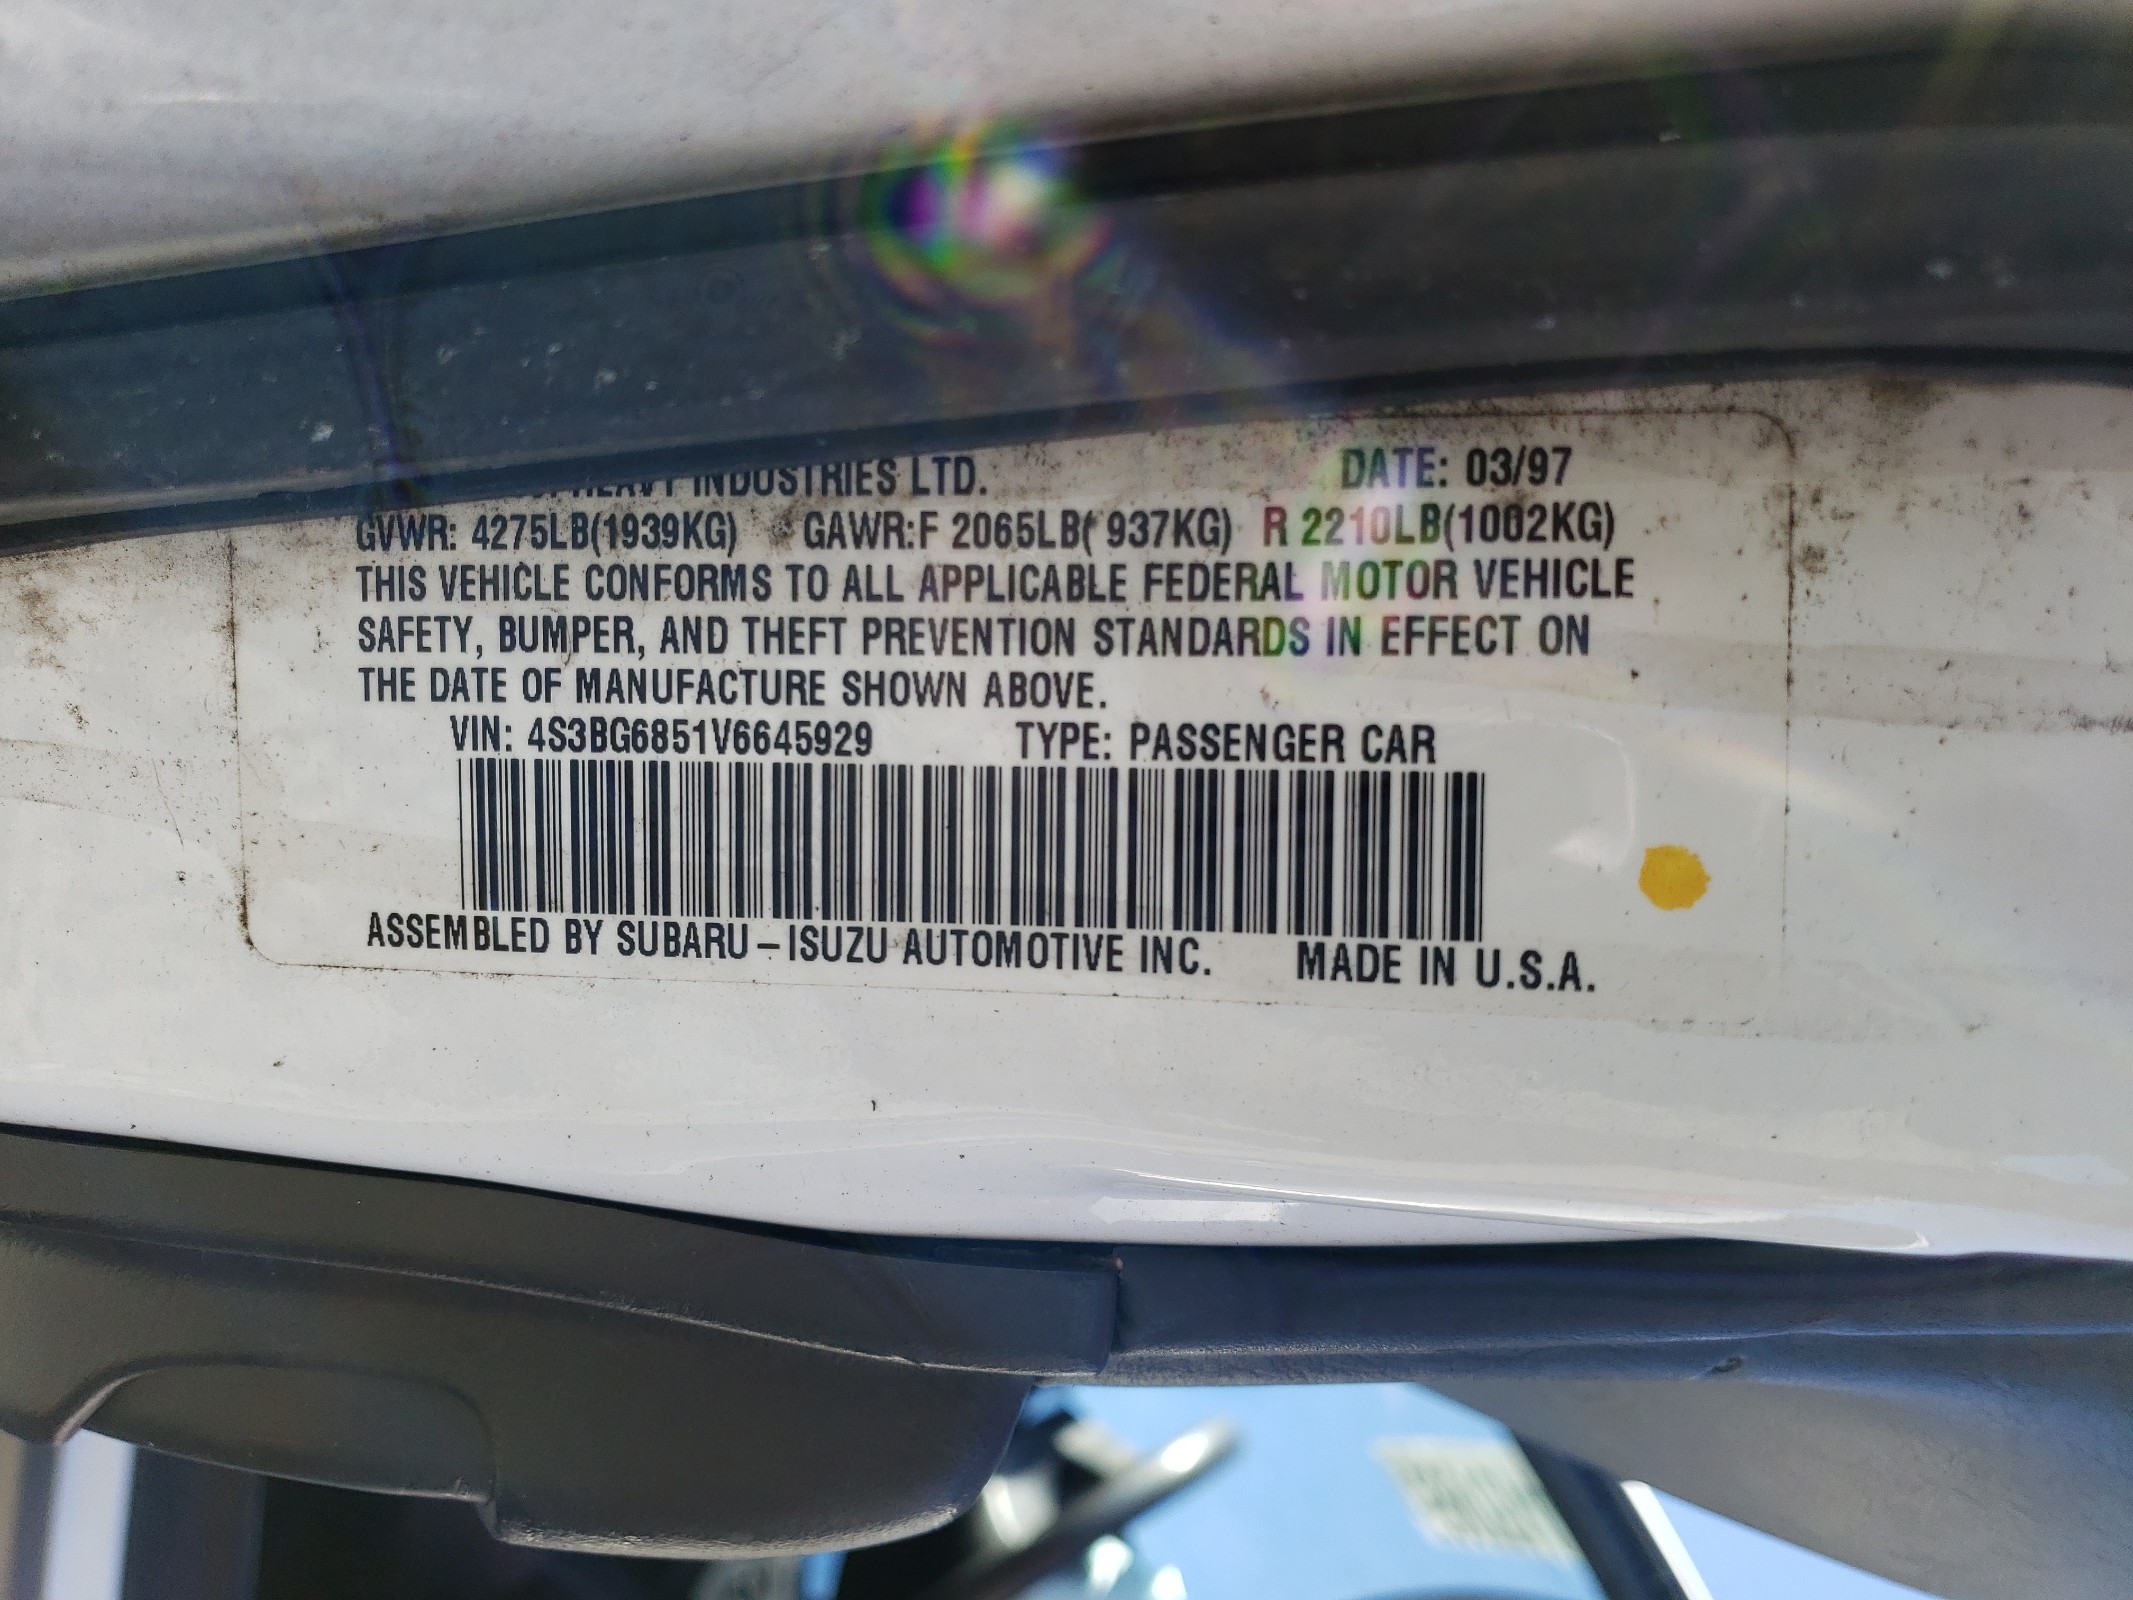 HEAVY INDUSTRIES LTD. DATE: 03/97
GVWR: 4275LB(1939KG) GAWR:F 2065LB( 937KG) R 2210LB(1002KG)
THIS VEHICLE CONFORMS TO ALL APPLICABLE FEDERAL MOTOR VEHICLE
SAFETY, BUMPER, AND THEFT PREVENTION STANDARDS IN EFFECT ON
THE DATE OF MANUFACTURE SHOWN ABOVE.
VIN: 4S3BG6851V6645929 TYPE: PASSENGER CAR
ASSEMBLED BY SUBARU-ISUZU AUTOMOTIVE INC. MADE IN U.S.A.